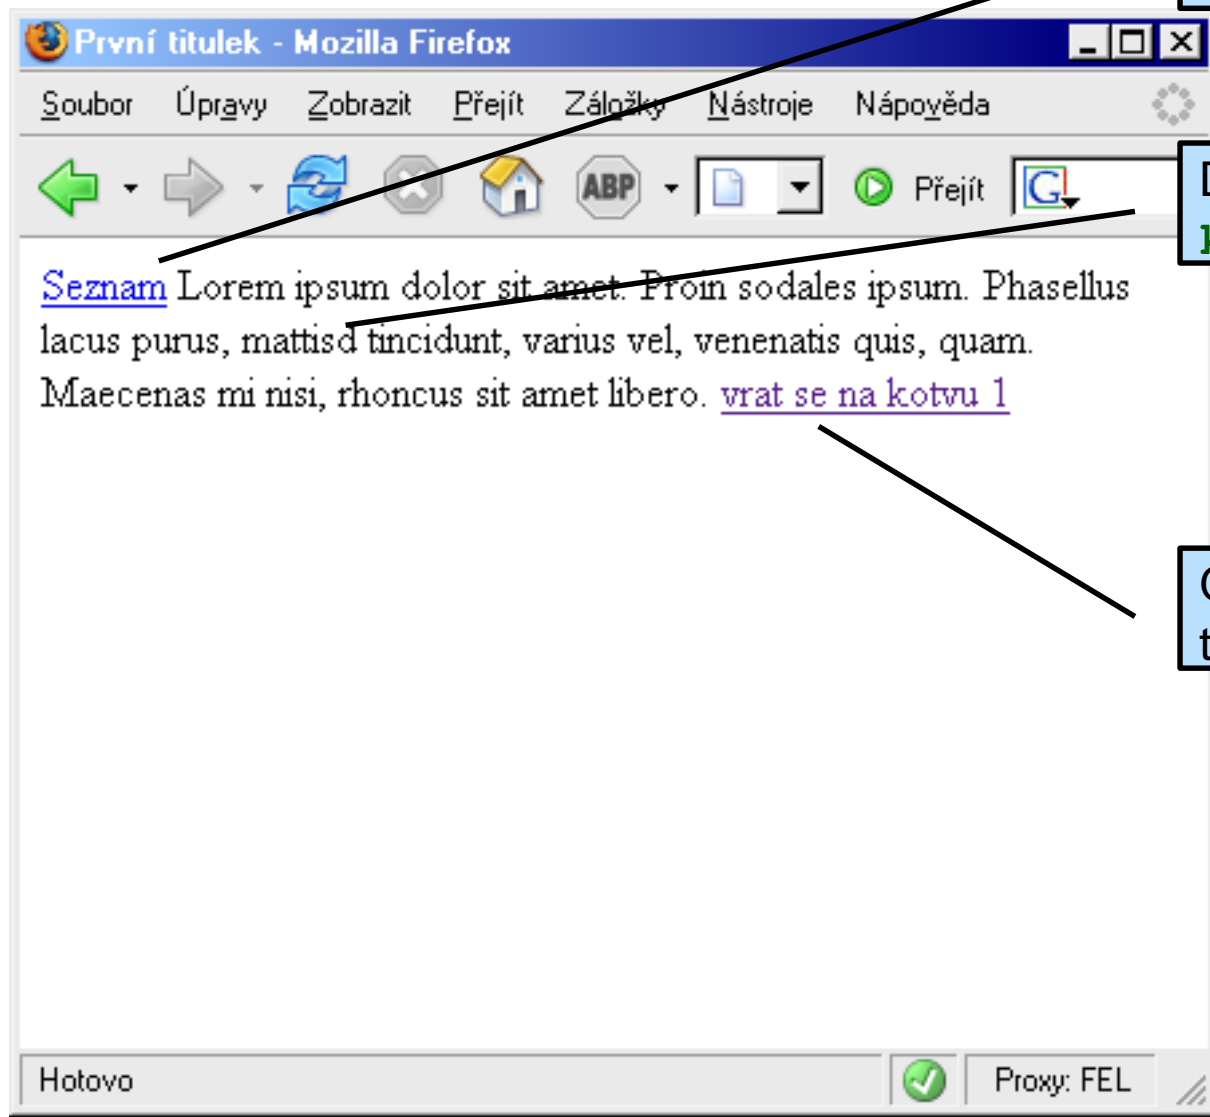 První titulek - Mozilla Firefox
Soubor Úpravy Zobrazit Přejít Záložky Nástroje Nápověda
ABP Přejít G
Seznam Lorem ipsum dolor sit amet. Proin sodales ipsum. Phasellus
lacus purus, mattisd tincidunt, varius vel, venenatis quis, quam.
Maecenas mi nisi, rhoncus sit amet libero. vrat se na kotvu 1
Hotovo Proxy: FEL